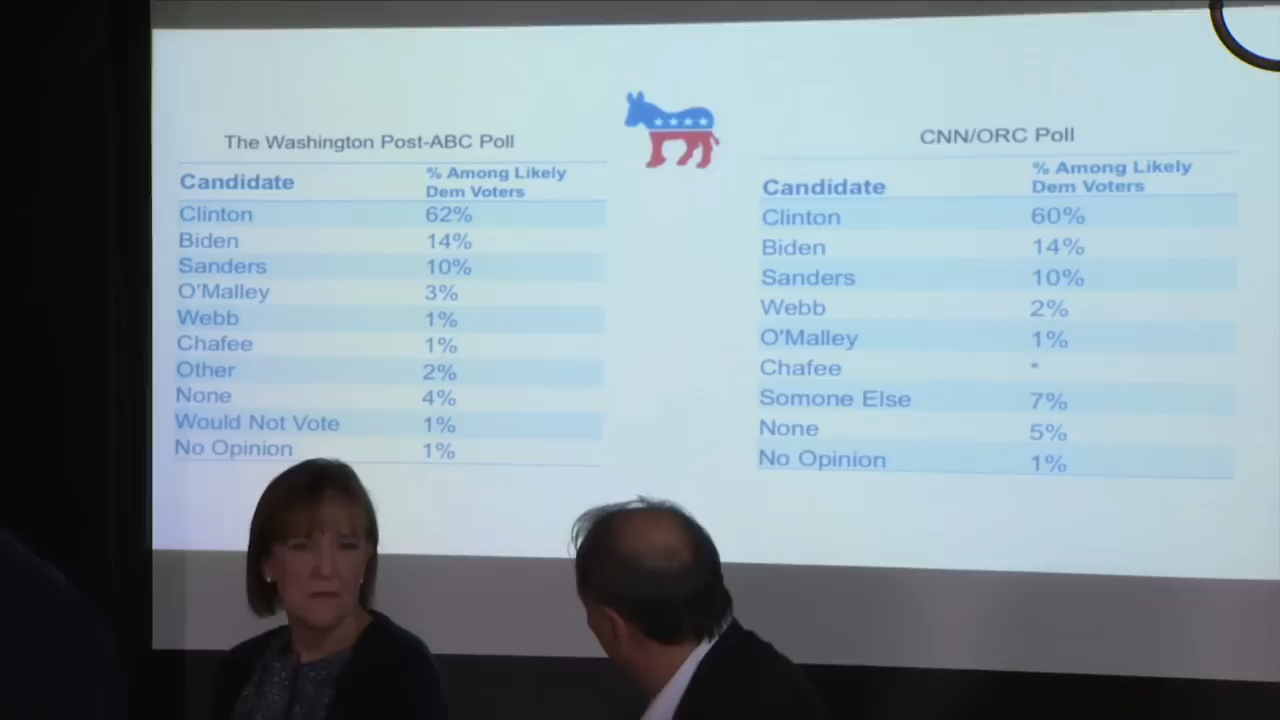 The Washington Post-ABC Poll
Candidate % Among Likely Dem Voters
Clinton 62%
Biden 14%
Sanders 10%
O'Malley 3%
Webb 1%
Chafee 1%
Other 2%
None 4%
Would Not Vote 1%
No Opinion 1%
CNN/ORC Poll
Candidate % Among Likely Dem Voters
Clinton 60%
Biden 14%
Sanders 10%
Webb 2%
O'Malley 1%
Chafee *
Somone Else 7%
None 5%
No Opinion 1%